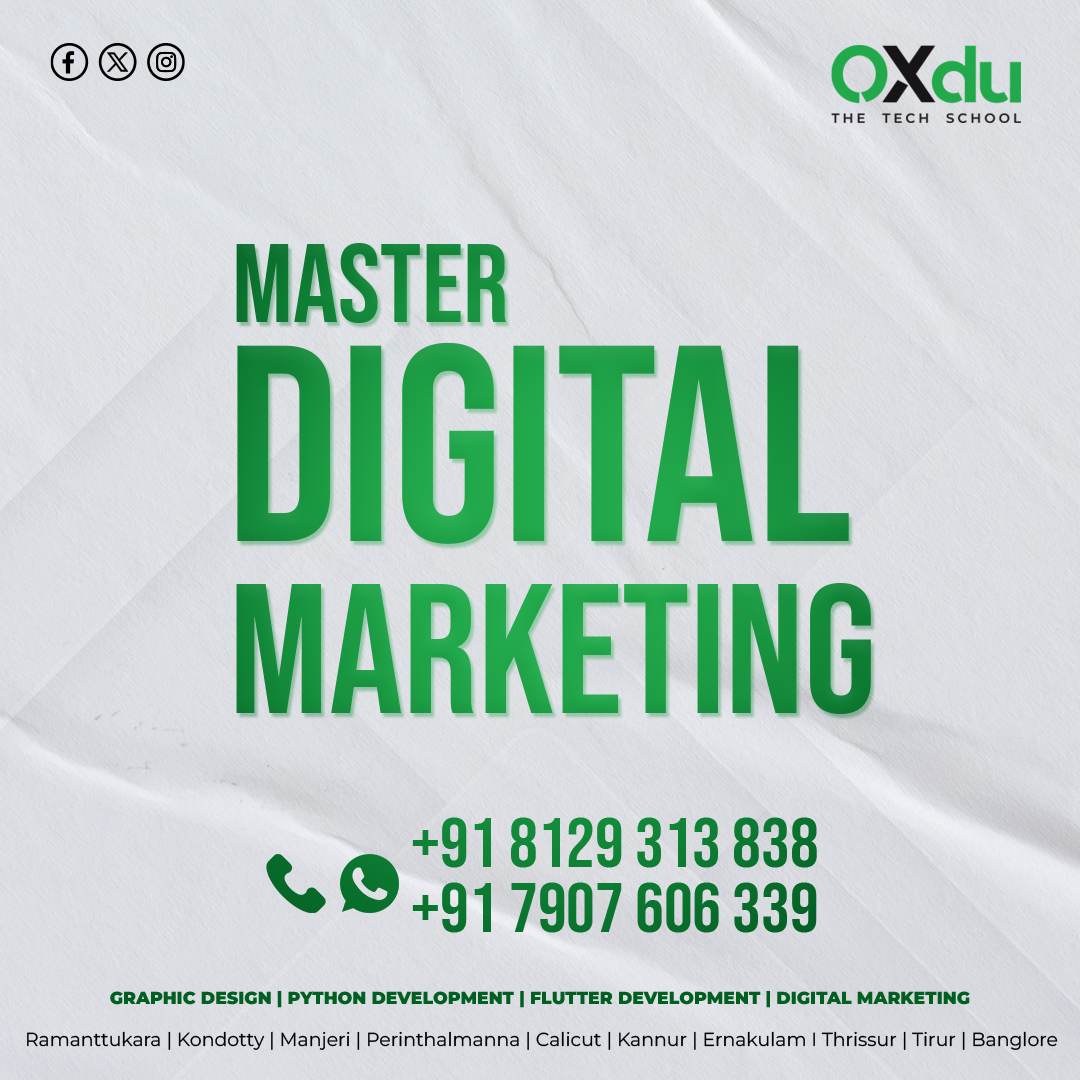 OXdu
THE TECH SCHOOL
MASTER
DIGITAL
MARKETING
+91 8129 313 838
+91 7907 606 339
GRAPHIC DESIGN | PYTHON DEVELOPMENT | FLUTTER DEVELOPMENT | DIGITAL MARKETING
Ramanttukara | Kondotty | Manjeri | Perinthalmanna | Calicut | Kannur | Ernakulam I Thrissur | Tirur | Banglore